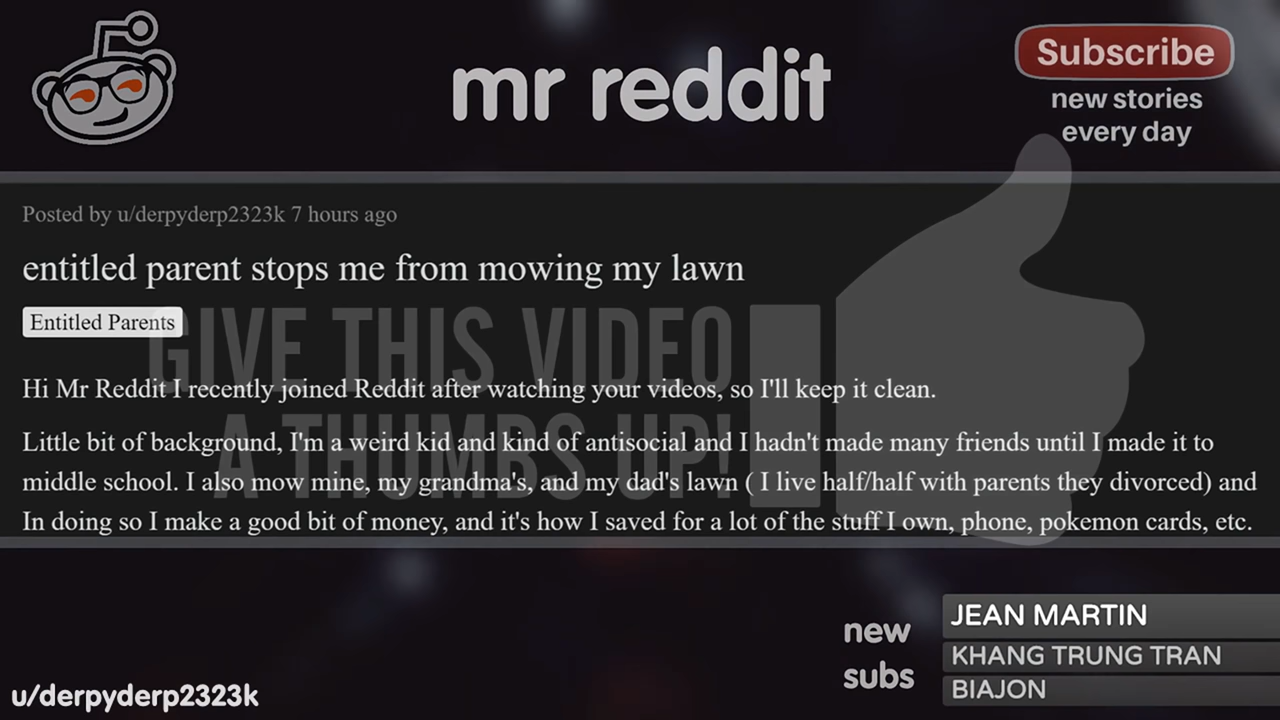 mr reddit
Subscribe
new stories
every day
Posted by u/derpyderp2323k 7 hours ago
entitled parent stops me from mowing my lawn
Entitled Parents
GIVE THIS VIDEO
A THUMBS UP!
Hi Mr Reddit I recently joined Reddit after watching your videos, so I'll keep it clean.
Little bit of background, I'm a weird kid and kind of antisocial and I hadn't made many friends until I made it to
middle school. I also mow mine, my grandma's, and my dad's lawn ( I live half/half with parents they divorced) and
In doing so I make a good bit of money, and it's how I saved for a lot of the stuff I own, phone, pokemon cards, etc.
new
subs
JEAN MARTIN
KHANG TRUNG TRAN
BIAJON
u/derpyderp2323k